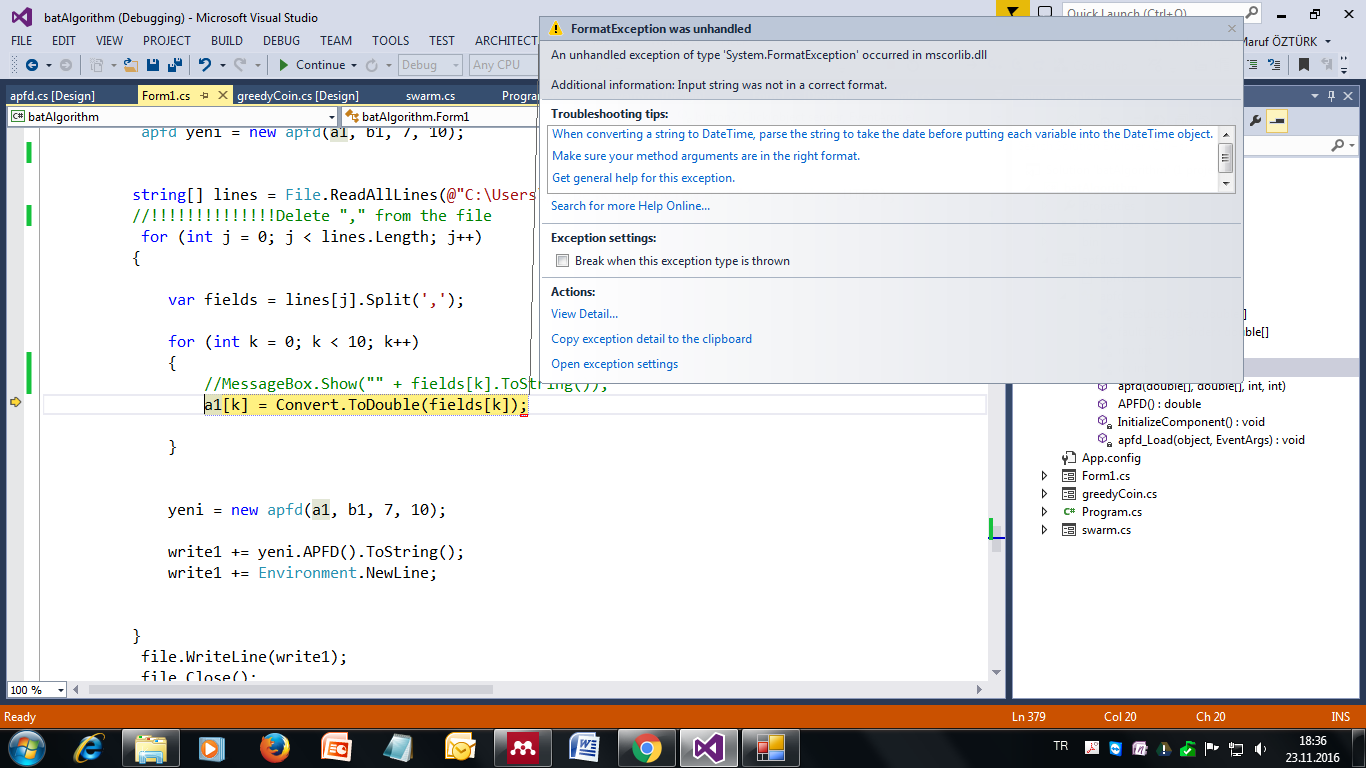 batAlgorithm (Debugging) - Microsoft Visual Studio
Quick Launch (Ctrl+Q)
FILE EDIT VIEW PROJECT BUILD DEBUG TEAM TOOLS TEST ARCHITECT
Maruf ÖZTÜRK
Continue Debug Any CPU
apfd.cs [Design] Form1.cs greedyCoin.cs [Design] swarm.cs Progra
batAlgorithm batAlgorithm.Form1
apfd yeni = new apfd(a1, b1, 7, 10);
string[] lines = File.ReadAllLines(@"C:\Users\
//!!!!!!!!!!!!!!Delete "," from the file
for (int j = 0; j < lines.Length; j++)
{
var fields = lines[j].Split(',');
for (int k = 0; k < 10; k++)
{
//MessageBox.Show("" + fields[k].ToString());
a1[k] = Convert.ToDouble(fields[k]);
}
yeni = new apfd(a1, b1, 7, 10);
write1 += yeni.APFD().ToString();
write1 += Environment.NewLine;
}
file.WriteLine(write1);
file.Close();
100 %
FormatException was unhandled
An unhandled exception of type 'System.FormatException' occurred in mscorlib.dll
Additional information: Input string was not in a correct format.
Troubleshooting tips:
When converting a string to DateTime, parse the string to take the date before putting each variable into the DateTime object.
Make sure your method arguments are in the right format.
Get general help for this exception.
Search for more Help Online...
Exception settings:
Break when this exception type is thrown
Actions:
View Detail...
Copy exception detail to the clipboard
Open exception settings
]
ble[]
apfd(double[], double[], int, int)
APFD() : double
InitializeComponent() : void
apfd_Load(object, EventArgs) : void
App.config
Form1.cs
greedyCoin.cs
C# Program.cs
swarm.cs
Ready Ln 379 Col 20 Ch 20 INS
TR 18:36
23.11.2016